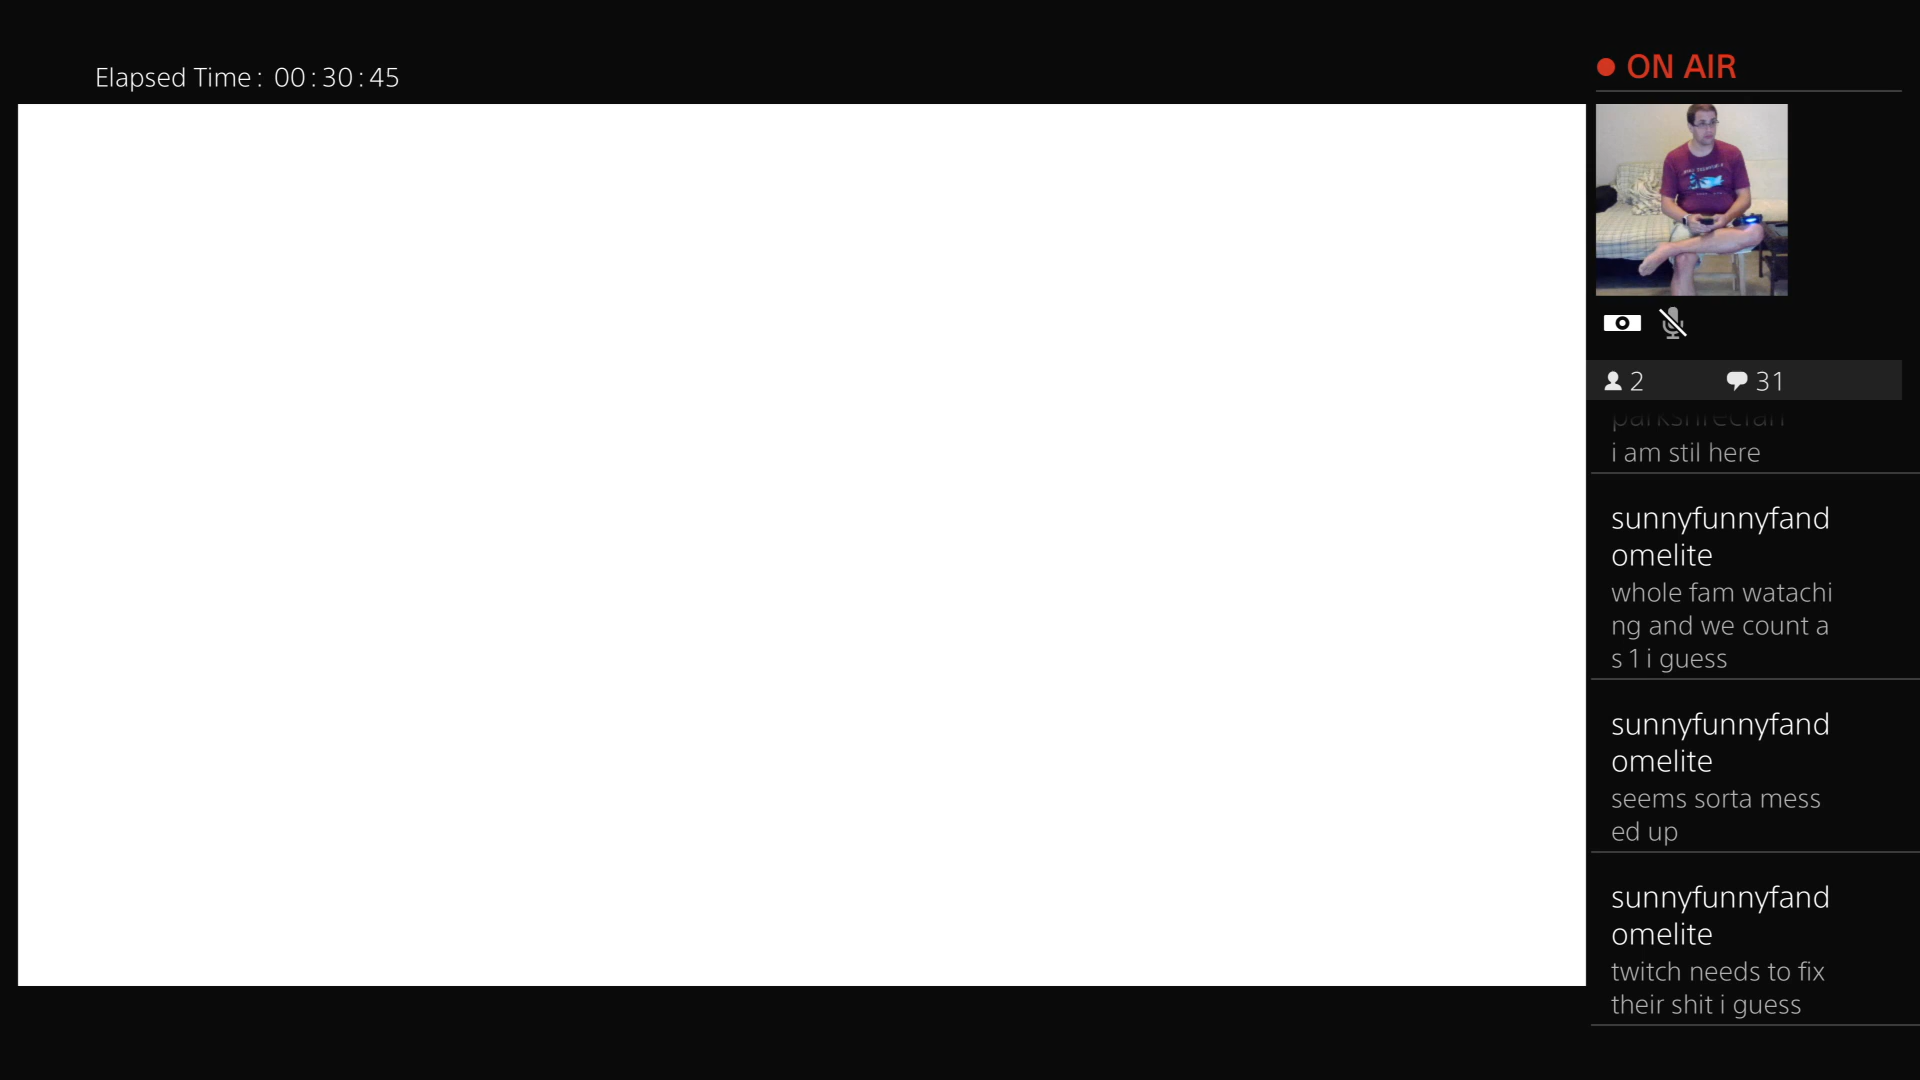 Elapsed Time: 00:30:45
ON AIR
2 31
parksnrecfan
i am stil here
sunnyfunnyfand
omelite
whole fam watachi
ng and we count a
s 1 i guess
sunnyfunnyfand
omelite
seems sorta mess
ed up
sunnyfunnyfand
omelite
twitch needs to fix
their shit i guess